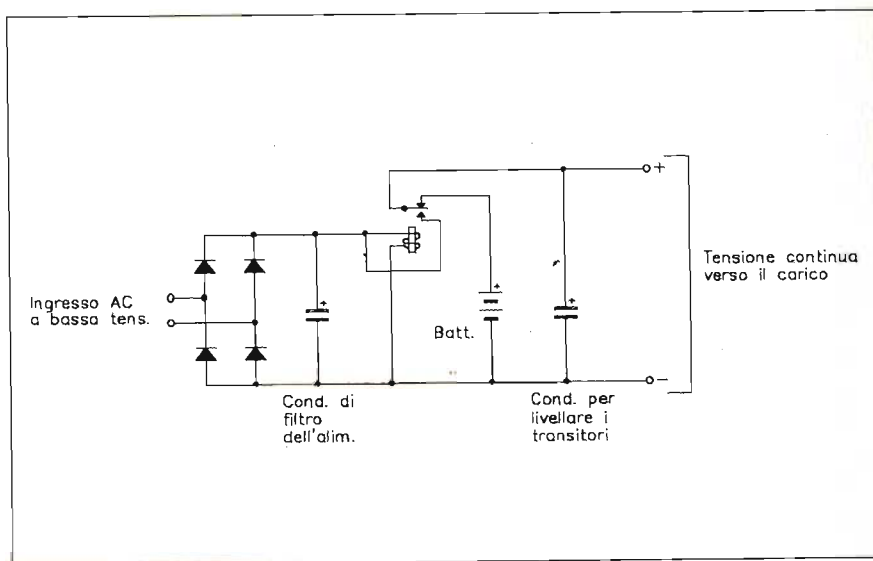 +
Tensione continua
verso il carico
Ingresso AC
a bassa tens.
+
+
+
Batt.
-
Cond. di
filtro
dell'alim.
Cond. per
livellare i
transitori